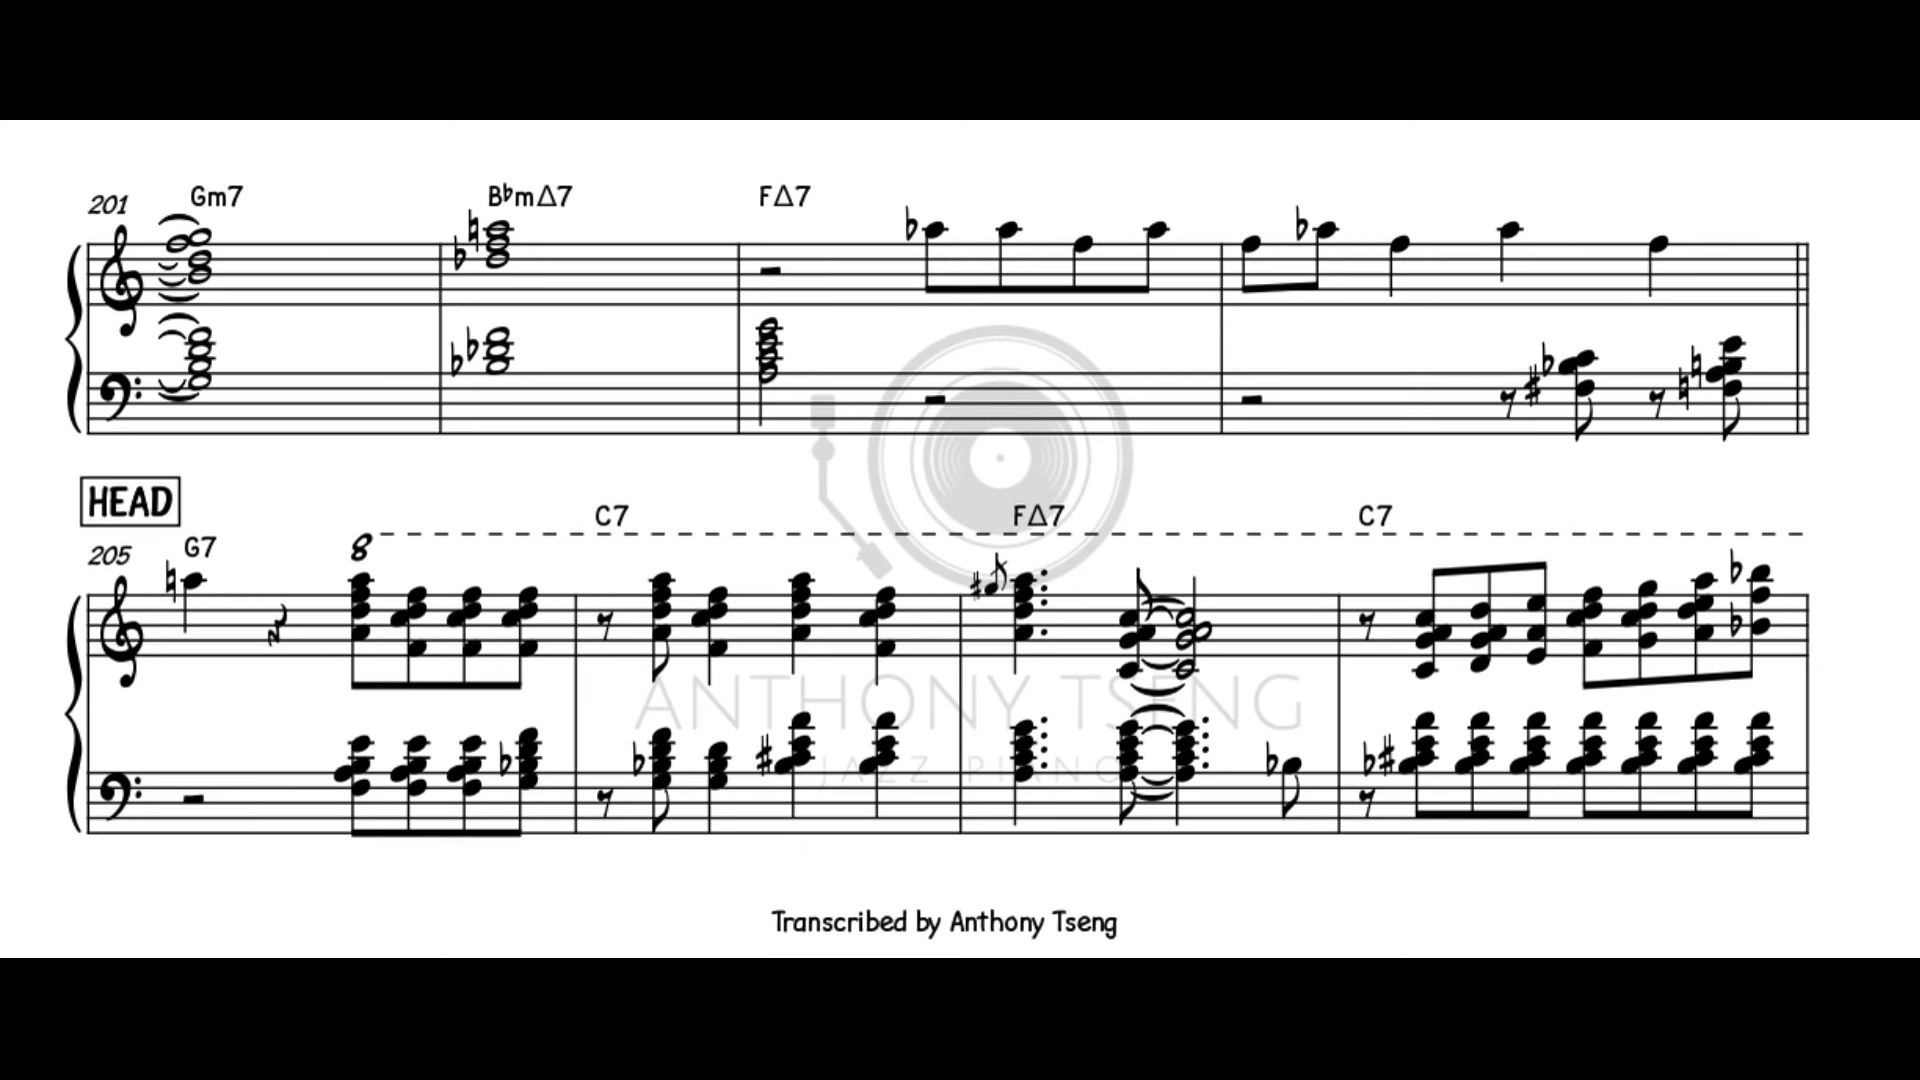 201 Gm7 B♭mΔ7 FΔ7
HEAD
205 G7 8 C7 FΔ7 C7
ANTHONY TSENG
JAZZ PIANO
Transcribed by Anthony Tseng